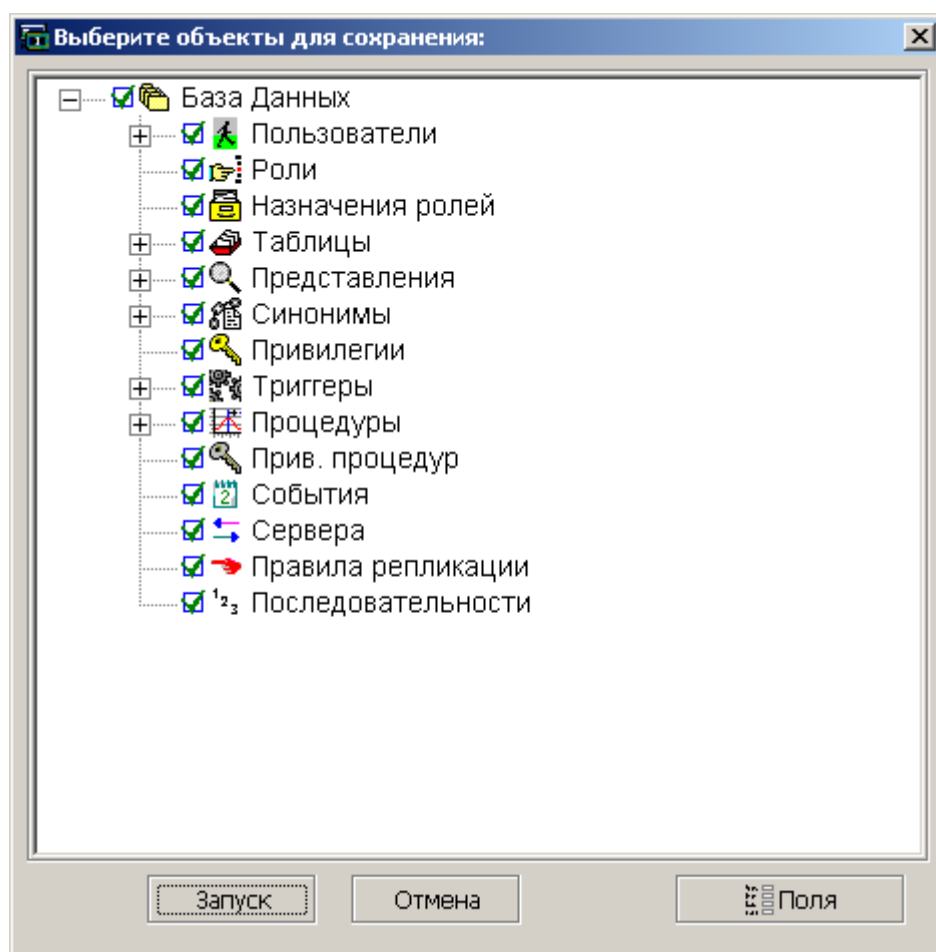 Выберите объекты для сохранения:
База Данных
Пользователи
Роли
Назначения ролей
Таблицы
Представления
Синонимы
Привилегии
Триггеры
Процедуры
Прив. процедур
События
Сервера
Правила репликации
Последовательности
Запуск
Отмена
Поля